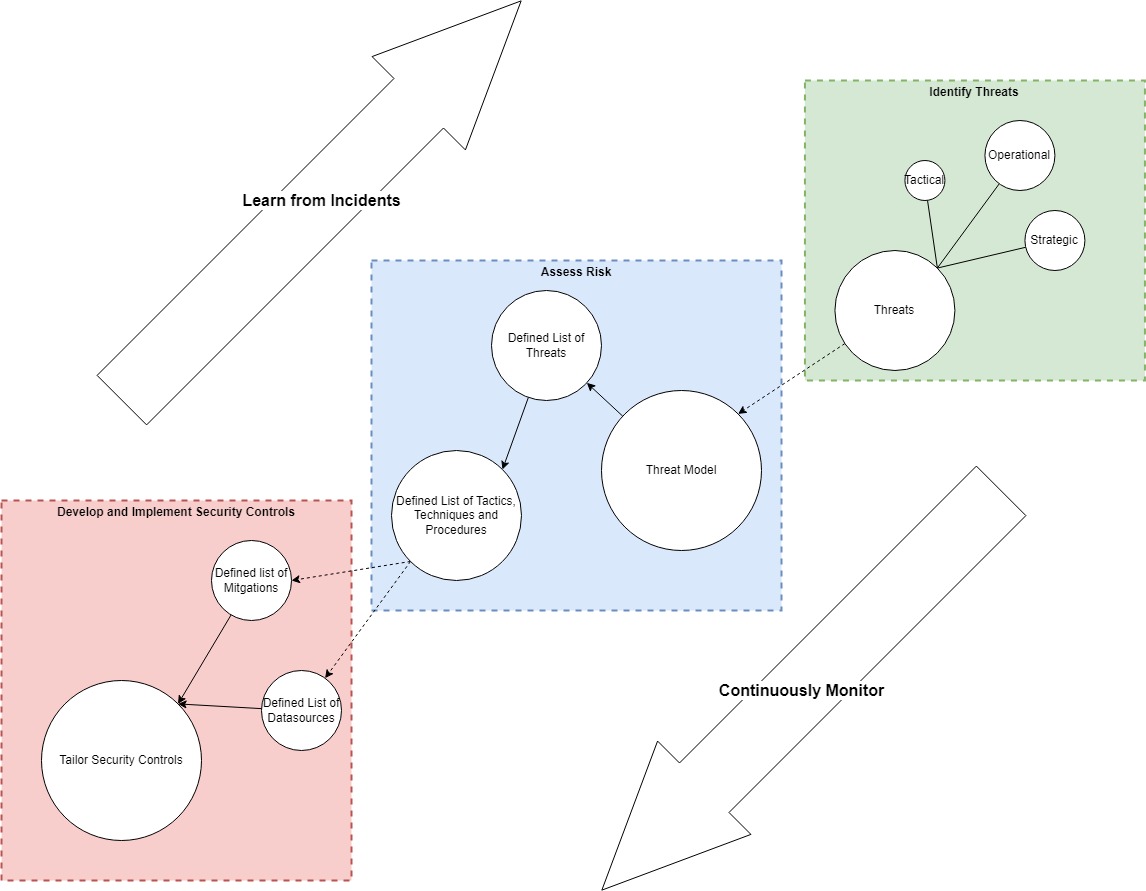 Identify Threats
Operational
Tactical
Strategic
Threats
Learn from Incidents
Assess Risk
Defined List of
Threats
Threat Model
Defined List of Tactics,
Techniques and
Procedures
Develop and Implement Security Controls
Defined list of
Mitgations
Defined List of
Datasources
Tailor Security Controls
Continuously Monitor